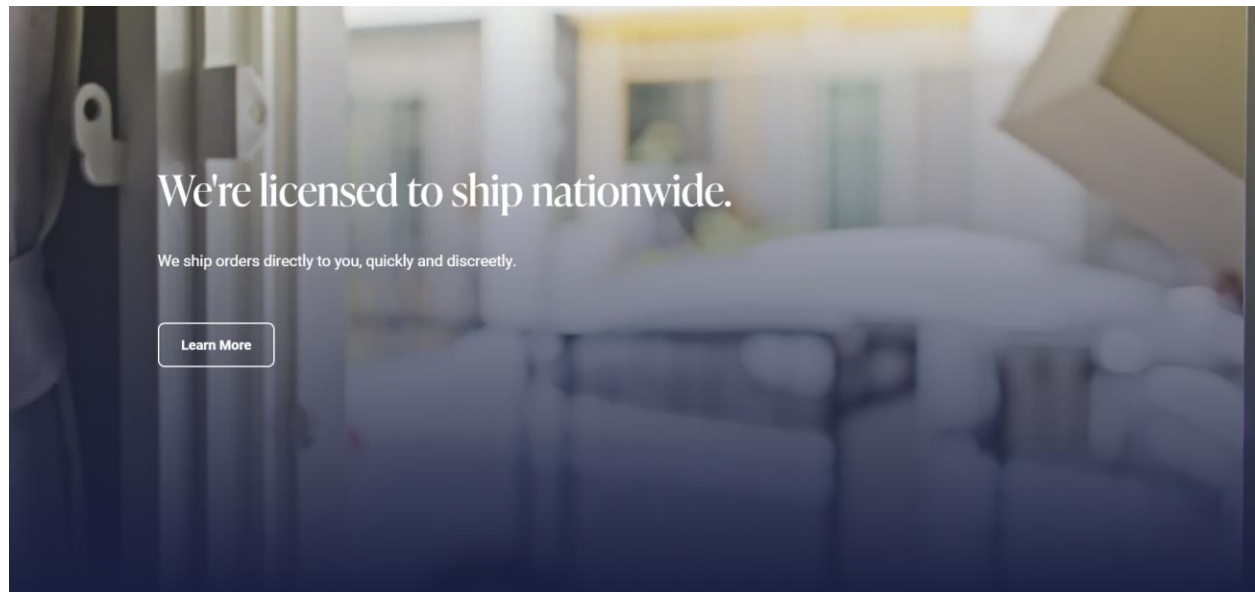 We're licensed to ship nationwide.
We ship orders directly to you, quickly and discreetly.
Learn More